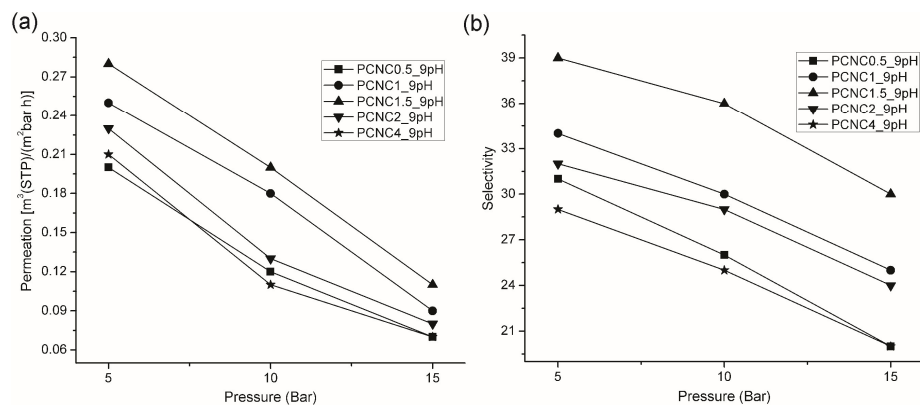 (a)
Permeation [m³(STP)/(m²bar h)]
0.30
0.27
0.24
0.21
0.18
0.15
0.12
0.09
0.06
PCNC0.5_9pH
PCNC1_9pH
PCNC1.5_9pH
PCNC2_9pH
PCNC4_9pH
5
10
15
Pressure (Bar)
(b)
Selectivity
39
36
33
30
27
24
21
PCNC0.5_9pH
PCNC1_9pH
PCNC1.5_9pH
PCNC2_9pH
PCNC4_9pH
5
10
15
Pressure (Bar)